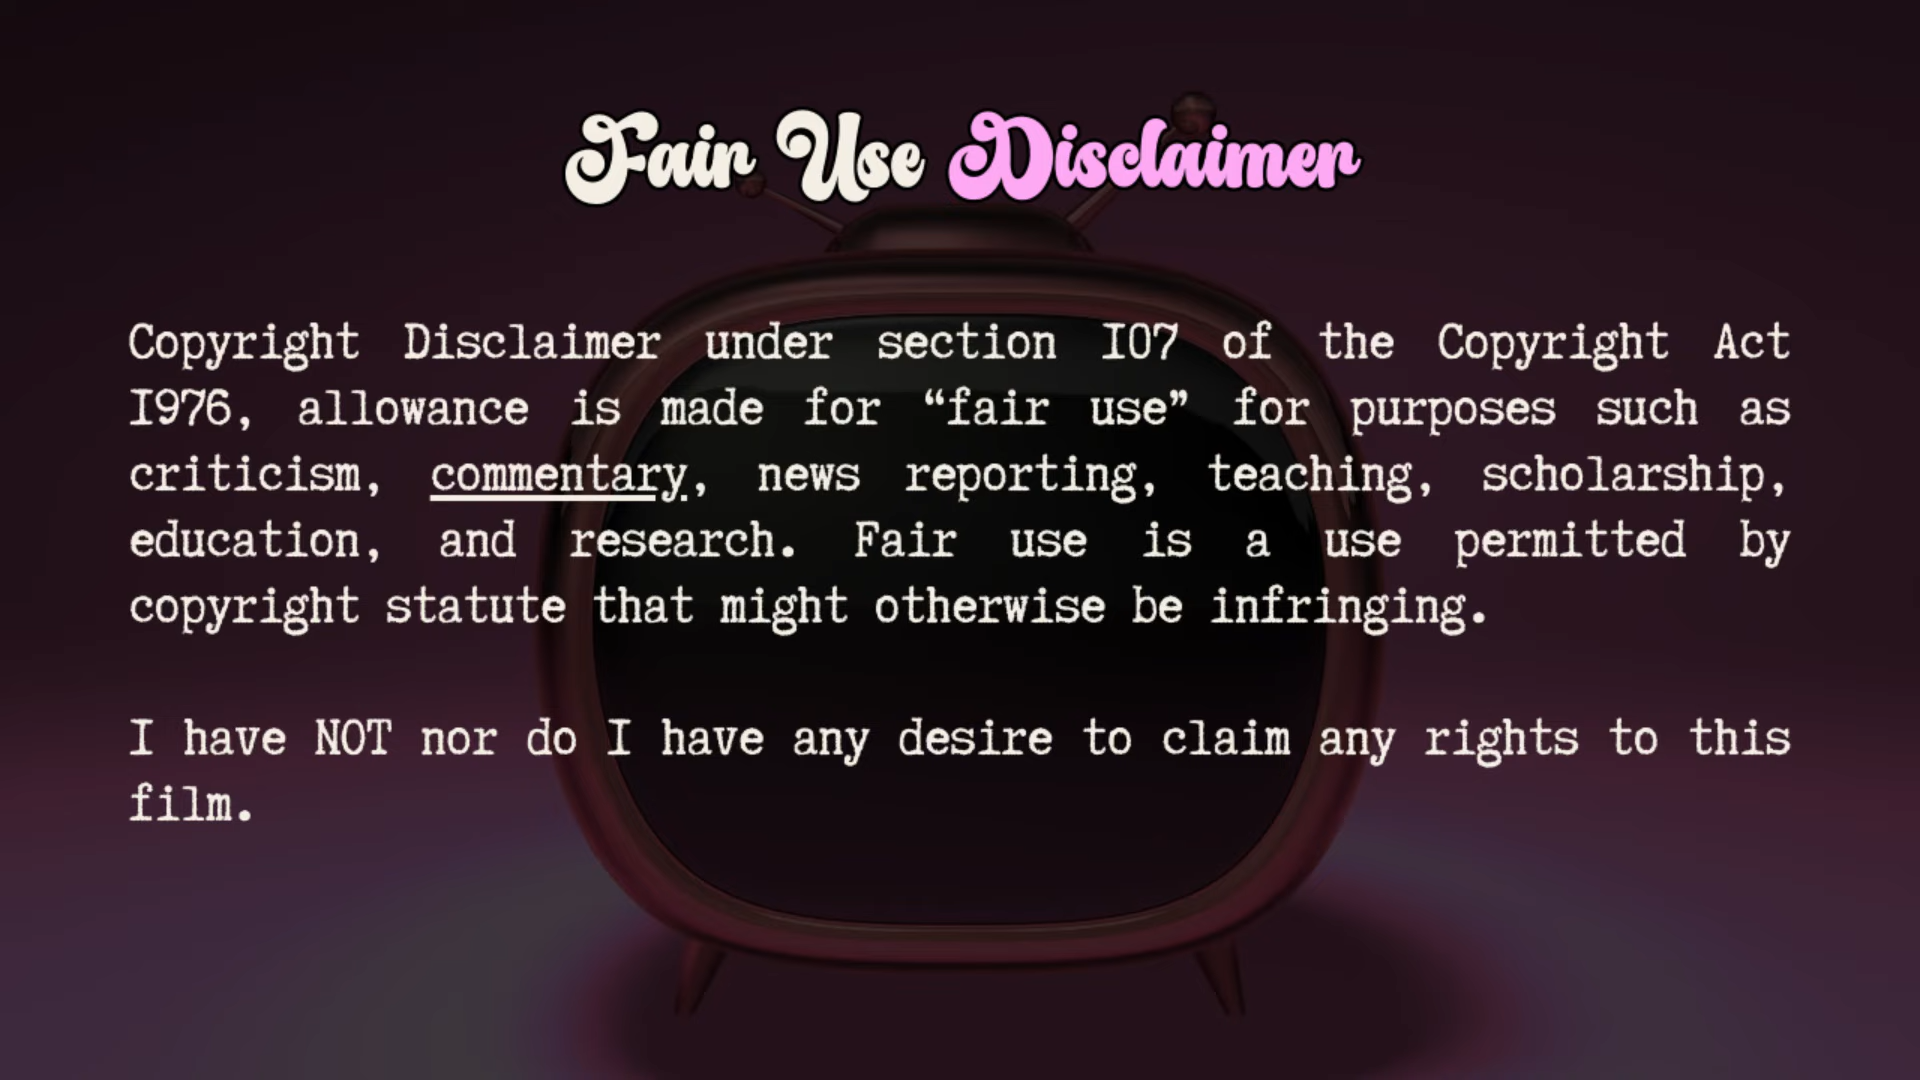 Fair Use Disclaimer
Copyright Disclaimer under section 107 of the Copyright Act
1976, allowance is made for “fair use” for purposes such as
criticism, commentary, news reporting, teaching, scholarship,
education, and research. Fair use is a use permitted by
copyright statute that might otherwise be infringing.
I have NOT nor do I have any desire to claim any rights to this
film.